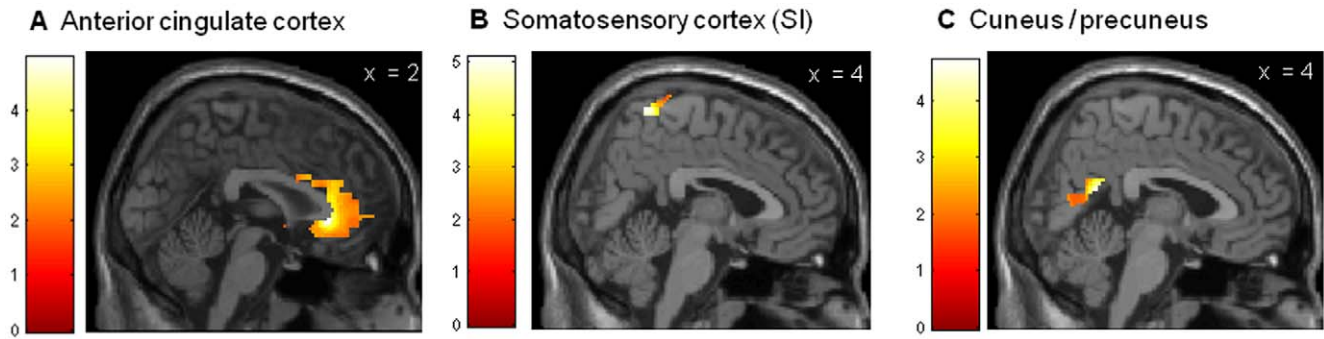 A Anterior cingulate cortex
x = 2
4
3
2
1
0
B Somatosensory cortex (SI)
x = 4
5
4
3
2
1
0
C Cuneus / precuneus
x = 4
4
3
2
1
0